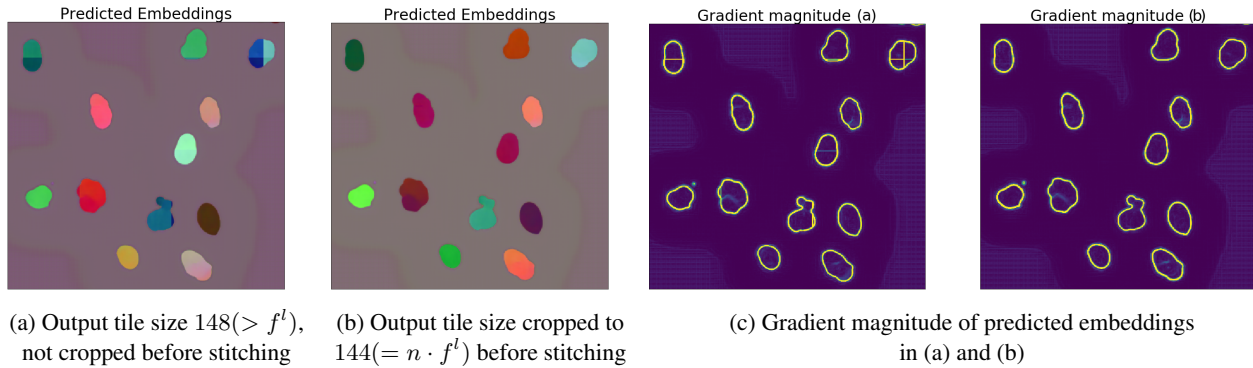 Predicted Embeddings
Predicted Embeddings
Gradient magnitude (a)
Gradient magnitude (b)
(a) Output tile size 148(> f^l),
not cropped before stitching
(b) Output tile size cropped to
144(= n · f^l) before stitching
(c) Gradient magnitude of predicted embeddings
in (a) and (b)